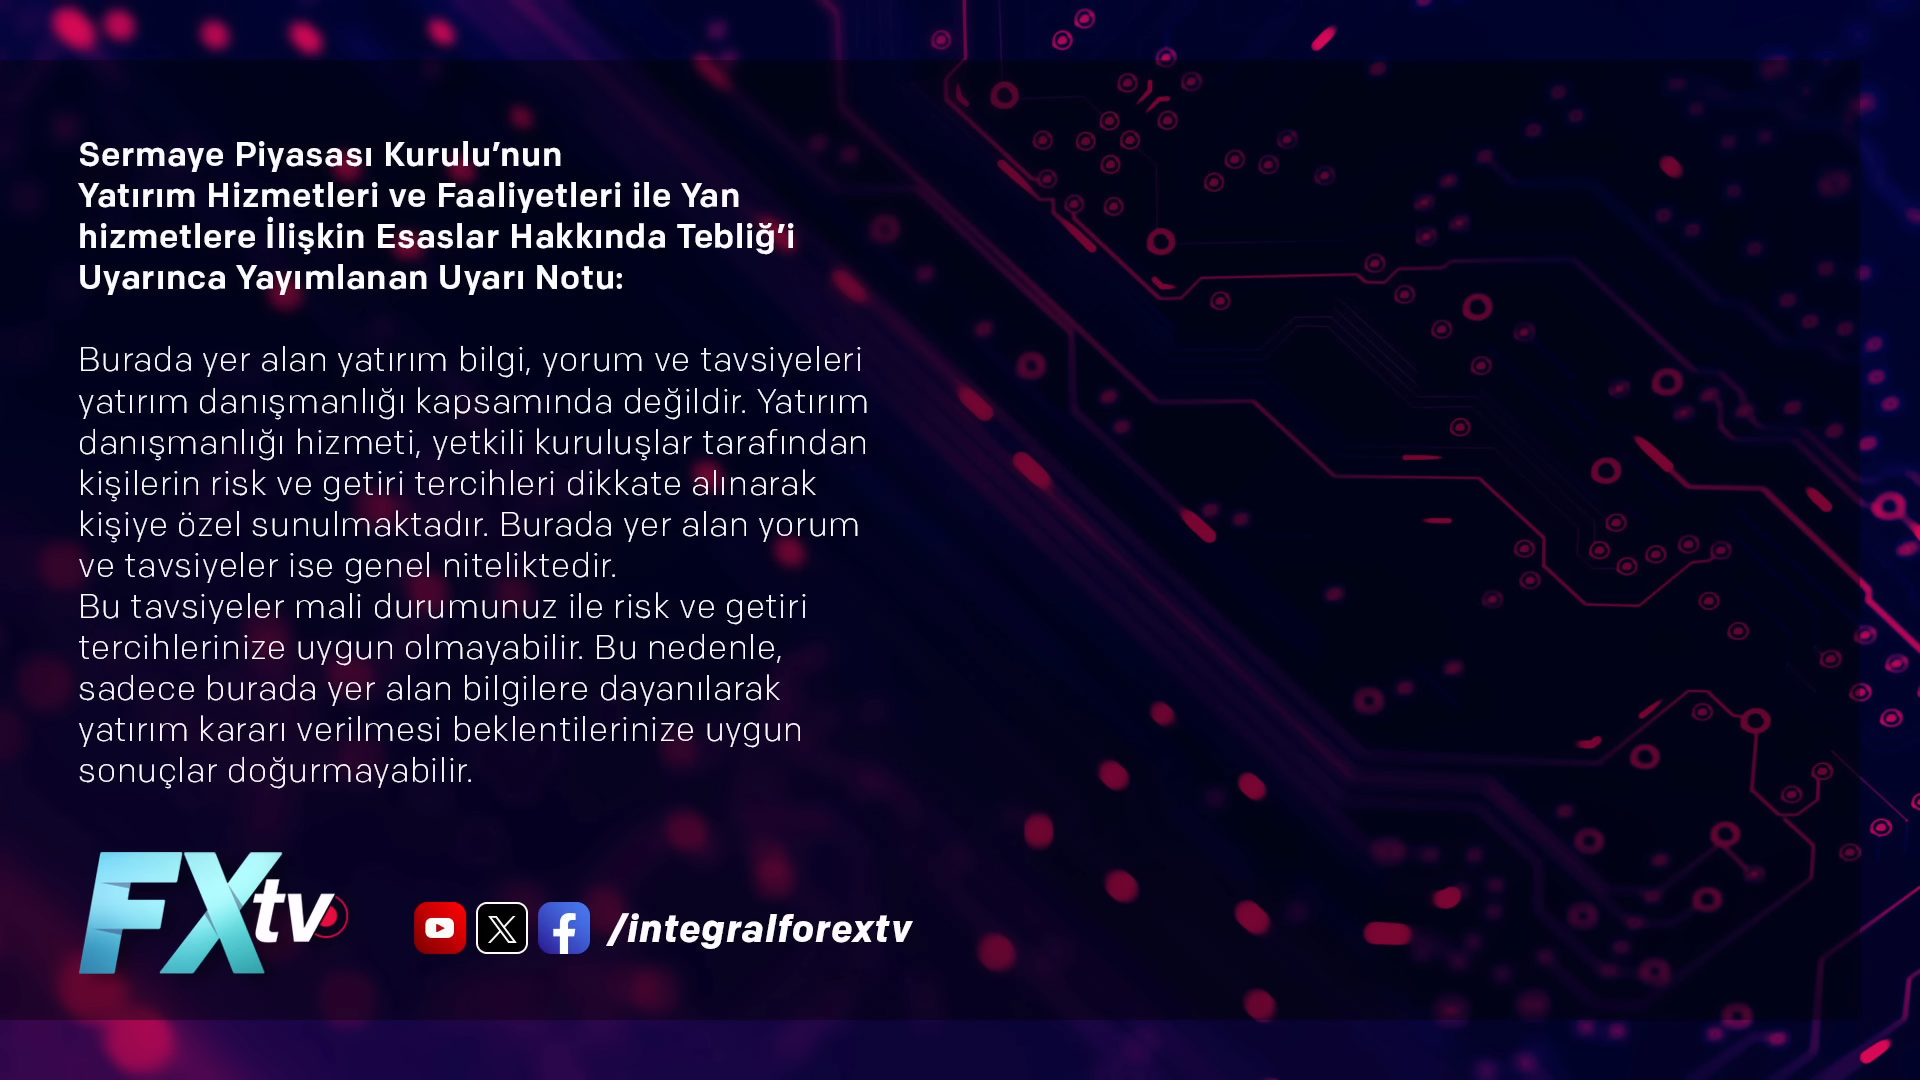 Sermaye Piyasası Kurulu’nun
Yatırım Hizmetleri ve Faaliyetleri ile Yan
hizmetlere İlişkin Esaslar Hakkında Tebliğ’i
Uyarınca Yayımlanan Uyarı Notu:
Burada yer alan yatırım bilgi, yorum ve tavsiyeleri
yatırım danışmanlığı kapsamında değildir. Yatırım
danışmanlığı hizmeti, yetkili kuruluşlar tarafından
kişilerin risk ve getiri tercihleri dikkate alınarak
kişiye özel sunulmaktadır. Burada yer alan yorum
ve tavsiyeler ise genel niteliktedir.
Bu tavsiyeler mali durumunuz ile risk ve getiri
tercihlerinize uygun olmayabilir. Bu nedenle,
sadece burada yer alan bilgilere dayanılarak
yatırım kararı verilmesi beklentilerinize uygun
sonuçlar doğurmayabilir.
FXtv
/integralforextv